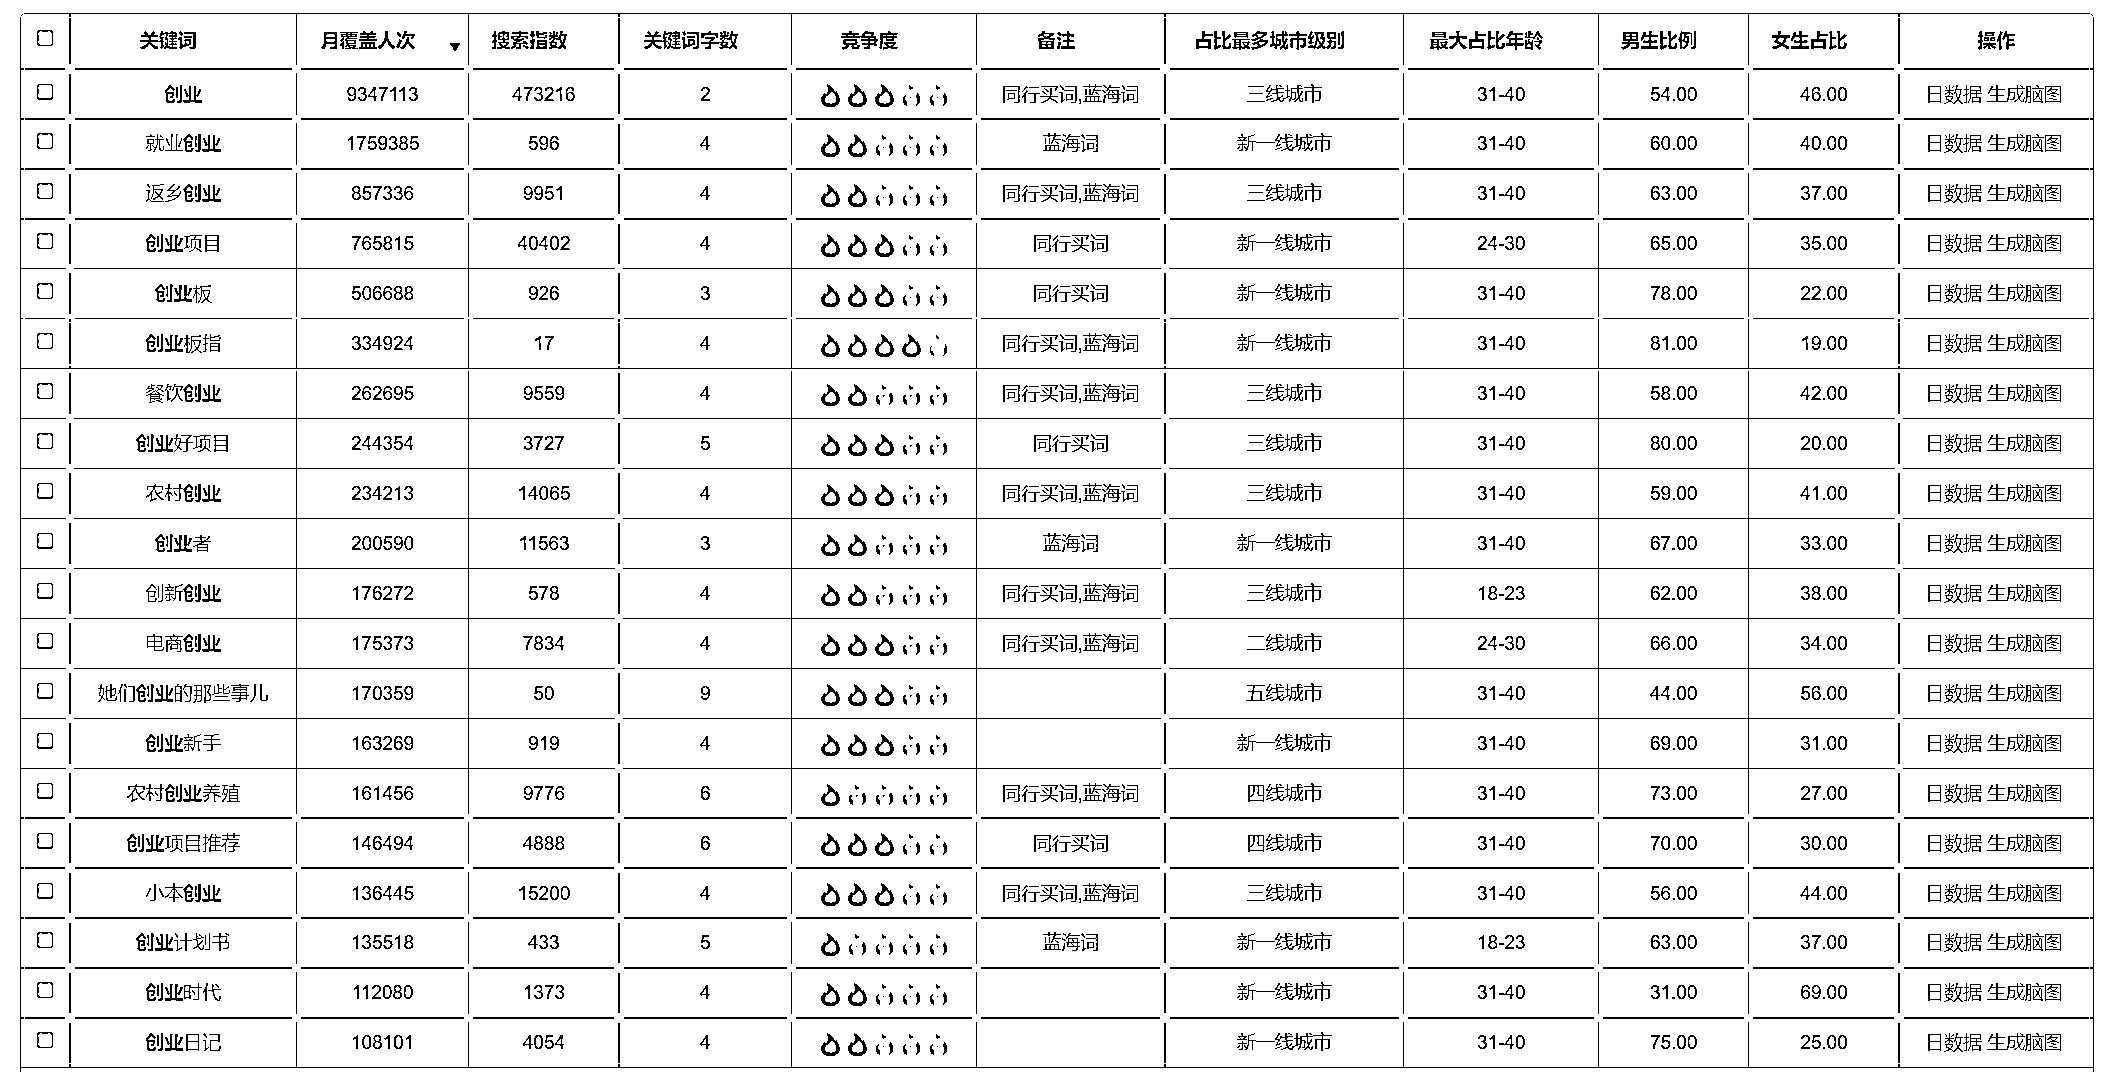 关键词 月覆盖人次 搜索指数 关键词字数 竞争度 备注 占比最多城市级别 最大占比年龄 男生比例 女生占比 操作
创业 9347113 473216 2 同行买词,蓝海词 三线城市 31-40 54.00 46.00 日数据 生成脑图
就业创业 1759385 596 4 蓝海词 新一线城市 31-40 60.00 40.00 日数据 生成脑图
返乡创业 857336 9951 4 同行买词,蓝海词 三线城市 31-40 63.00 37.00 日数据 生成脑图
创业项目 765815 40402 4 同行买词 新一线城市 24-30 65.00 35.00 日数据 生成脑图
创业板 506688 926 3 同行买词 新一线城市 31-40 78.00 22.00 日数据 生成脑图
创业板指 334924 17 4 同行买词,蓝海词 新一线城市 31-40 81.00 19.00 日数据 生成脑图
餐饮创业 262695 9559 4 同行买词,蓝海词 三线城市 31-40 58.00 42.00 日数据 生成脑图
创业好项目 244354 3727 5 同行买词 三线城市 31-40 80.00 20.00 日数据 生成脑图
农村创业 234213 14065 4 同行买词,蓝海词 三线城市 31-40 59.00 41.00 日数据 生成脑图
创业者 200590 11563 3 蓝海词 新一线城市 31-40 67.00 33.00 日数据 生成脑图
创新创业 176272 578 4 同行买词,蓝海词 三线城市 18-23 62.00 38.00 日数据 生成脑图
电商创业 175373 7834 4 同行买词,蓝海词 二线城市 24-30 66.00 34.00 日数据 生成脑图
她们创业的那些事儿 170359 50 9 五线城市 31-40 44.00 56.00 日数据 生成脑图
创业新手 163269 919 4 新一线城市 31-40 69.00 31.00 日数据 生成脑图
农村创业养殖 161456 9776 6 同行买词,蓝海词 四线城市 31-40 73.00 27.00 日数据 生成脑图
创业项目推荐 146494 4888 6 同行买词 四线城市 31-40 70.00 30.00 日数据 生成脑图
小本创业 136445 15200 4 同行买词,蓝海词 三线城市 31-40 56.00 44.00 日数据 生成脑图
创业计划书 135518 433 5 蓝海词 新一线城市 18-23 63.00 37.00 日数据 生成脑图
创业时代 112080 1373 4 新一线城市 31-40 31.00 69.00 日数据 生成脑图
创业日记 108101 4054 4 新一线城市 31-40 75.00 25.00 日数据 生成脑图